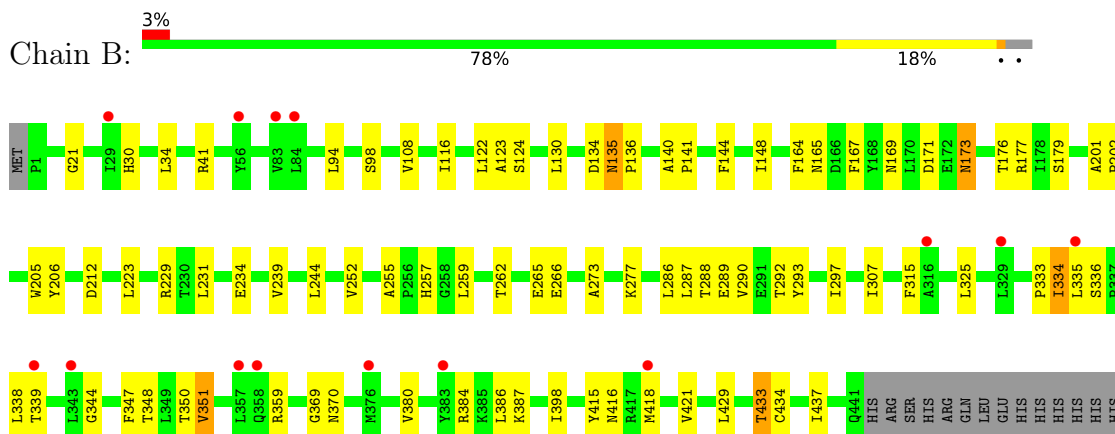 3%
Chain B:
78% 18% • •
MET P1 G21 I29 H30 L34 R41 Y56 V83 L84 L94 S98 V108 I116 L122 A123 S124 L130 D134 N135 P136 A140 P141 F144 I148 F164 N165 D166 F167 Y168 N169 L170 D171 E172 N173 T176 R177 I178 S179 A201
W205 Y206 D212 L223 R229 T230 L231 E234 V239 L244 V252 A255 P256 H257 G258 L259 T262 E265 E266 A273 K277 L286 L287 T288 E289 V290 E291 T292 Y293 I297 I307 F315 A316 L325 L329 P333 I334 L335 S336
L338 T339 L343 G344 F347 T348 L349 T350 V351 L357 Q358 R359 G369 N370 M376 V380 Y383 R384 K385 L386 K387 I398 Y415 N416 R417 M418 V421 L429 T433 C434 I437 Q441 HIS ARG SER HIS ARG GLN LEU GLU HIS HIS HIS HIS HIS